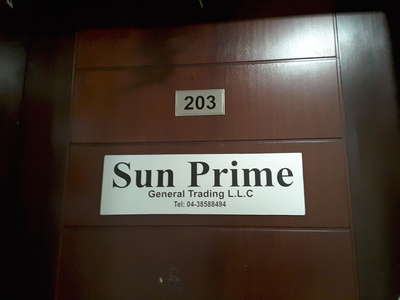 203
Sun Prime
General Trading L.L.C
Tel: 04-38588494